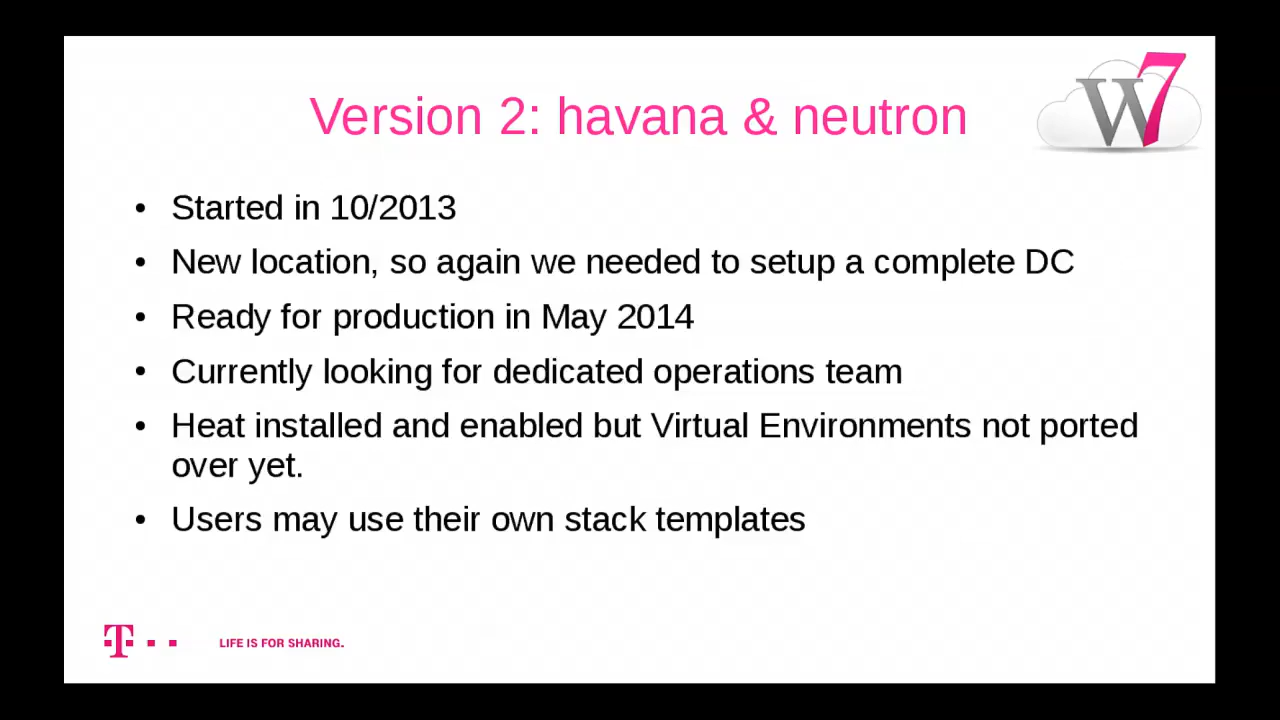 W7
Version 2: havana & neutron
• Started in 10/2013
• New location, so again we needed to setup a complete DC
• Ready for production in May 2014
• Currently looking for dedicated operations team
• Heat installed and enabled but Virtual Environments not ported
over yet.
• Users may use their own stack templates
T
LIFE IS FOR SHARING.